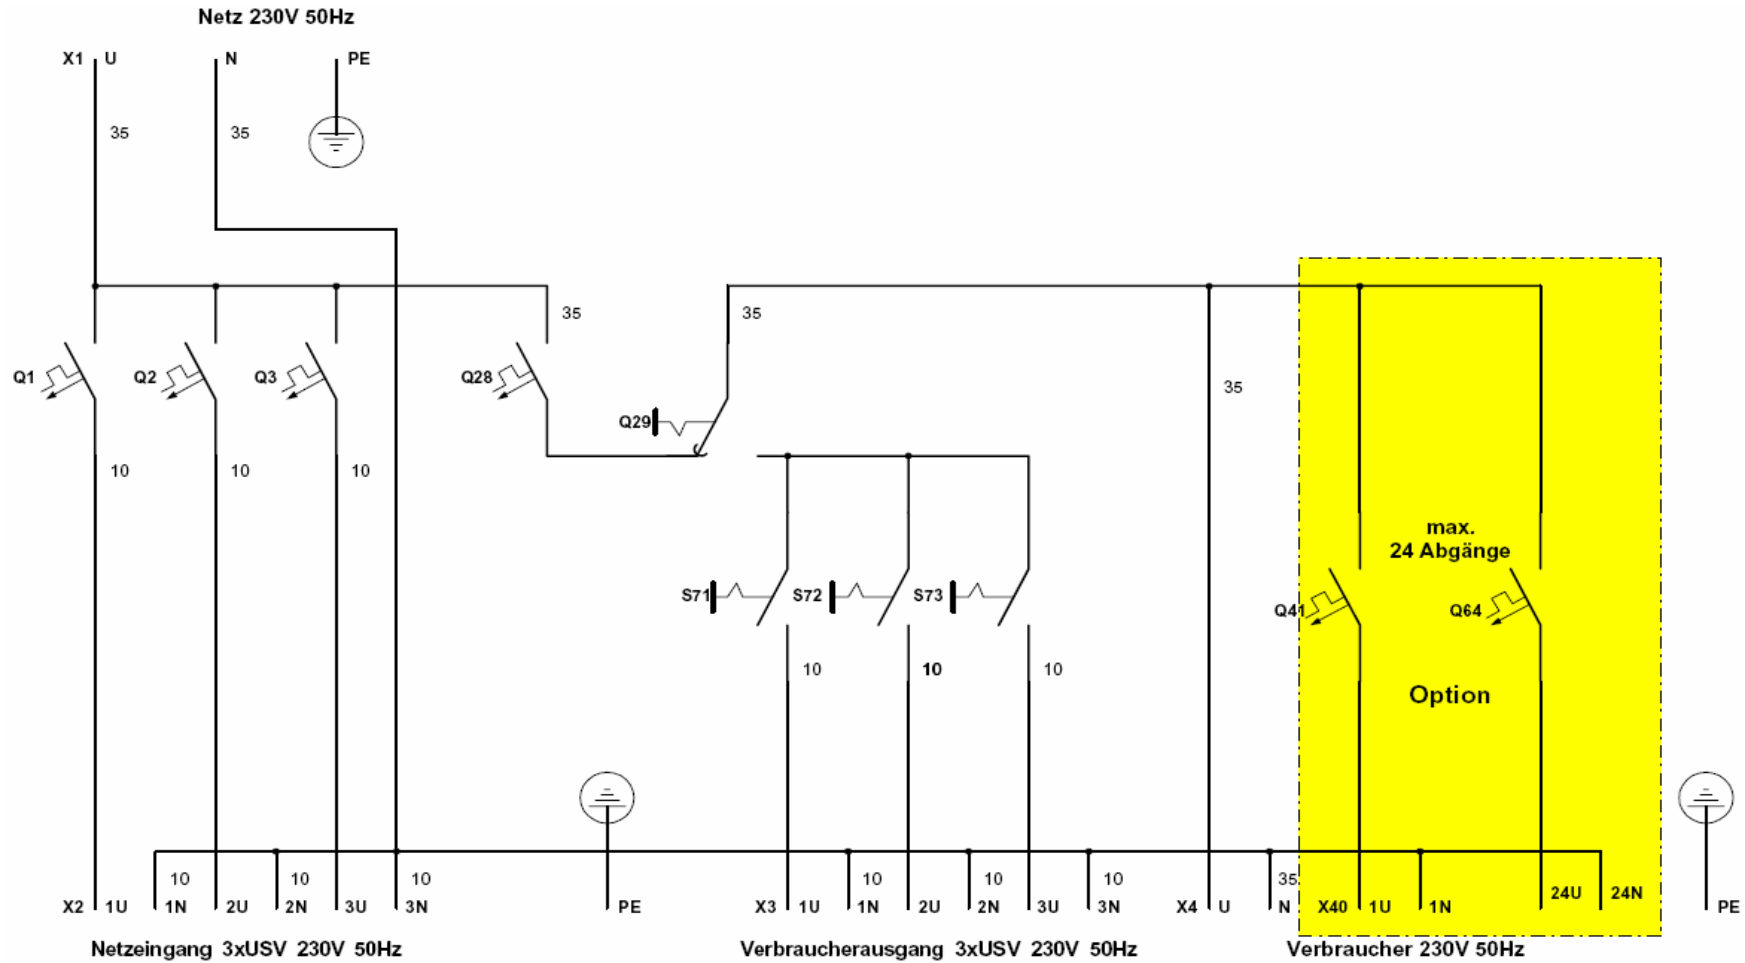 Netz 230V 50Hz
X1 U N PE
35 35
35 35
Q1 Q2 Q3 Q28 35
Q29
10 10 10
max.
24 Abgänge
S71 S72 S73 Q41 Q64
10 10 10
Option
10 10 10 10 10 10 35
X2 1U 1N 2U 2N 3U 3N PE X3 1U 1N 2U 2N 3U 3N X4 U N X40 1U 1N 24U 24N PE
Netzeingang 3xUSV 230V 50Hz Verbraucherausgang 3xUSV 230V 50Hz Verbraucher 230V 50Hz